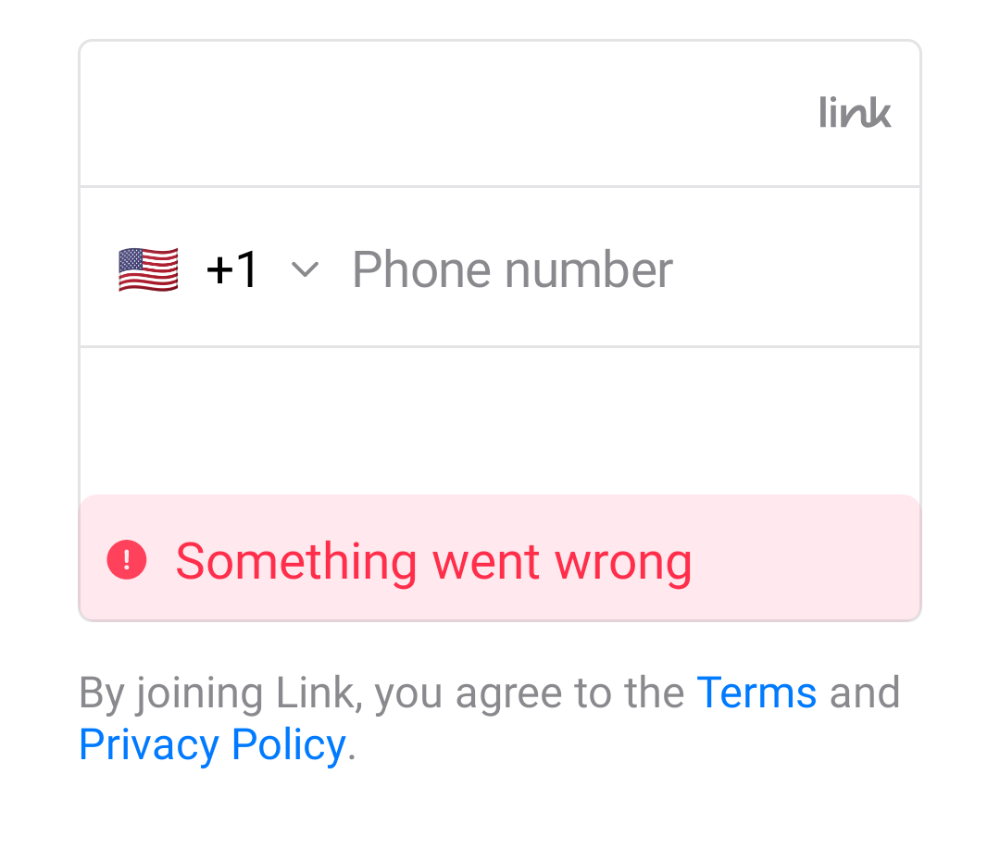 link
+1 Phone number
Something went wrong
By joining Link, you agree to the Terms and
Privacy Policy.